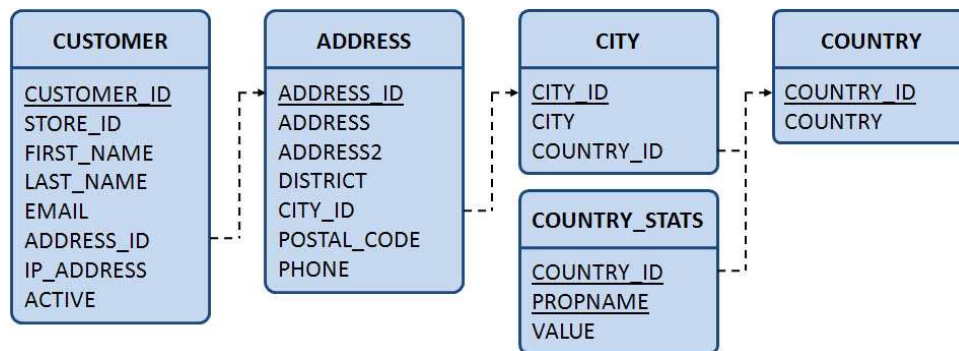 CUSTOMER
CUSTOMER_ID
STORE_ID
FIRST_NAME
LAST_NAME
EMAIL
ADDRESS_ID
IP_ADDRESS
ACTIVE
ADDRESS
ADDRESS_ID
ADDRESS
ADDRESS2
DISTRICT
CITY_ID
POSTAL_CODE
PHONE
CITY
CITY_ID
CITY
COUNTRY_ID
COUNTRY_STATS
COUNTRY_ID
PROPNAME
VALUE
COUNTRY
COUNTRY_ID
COUNTRY